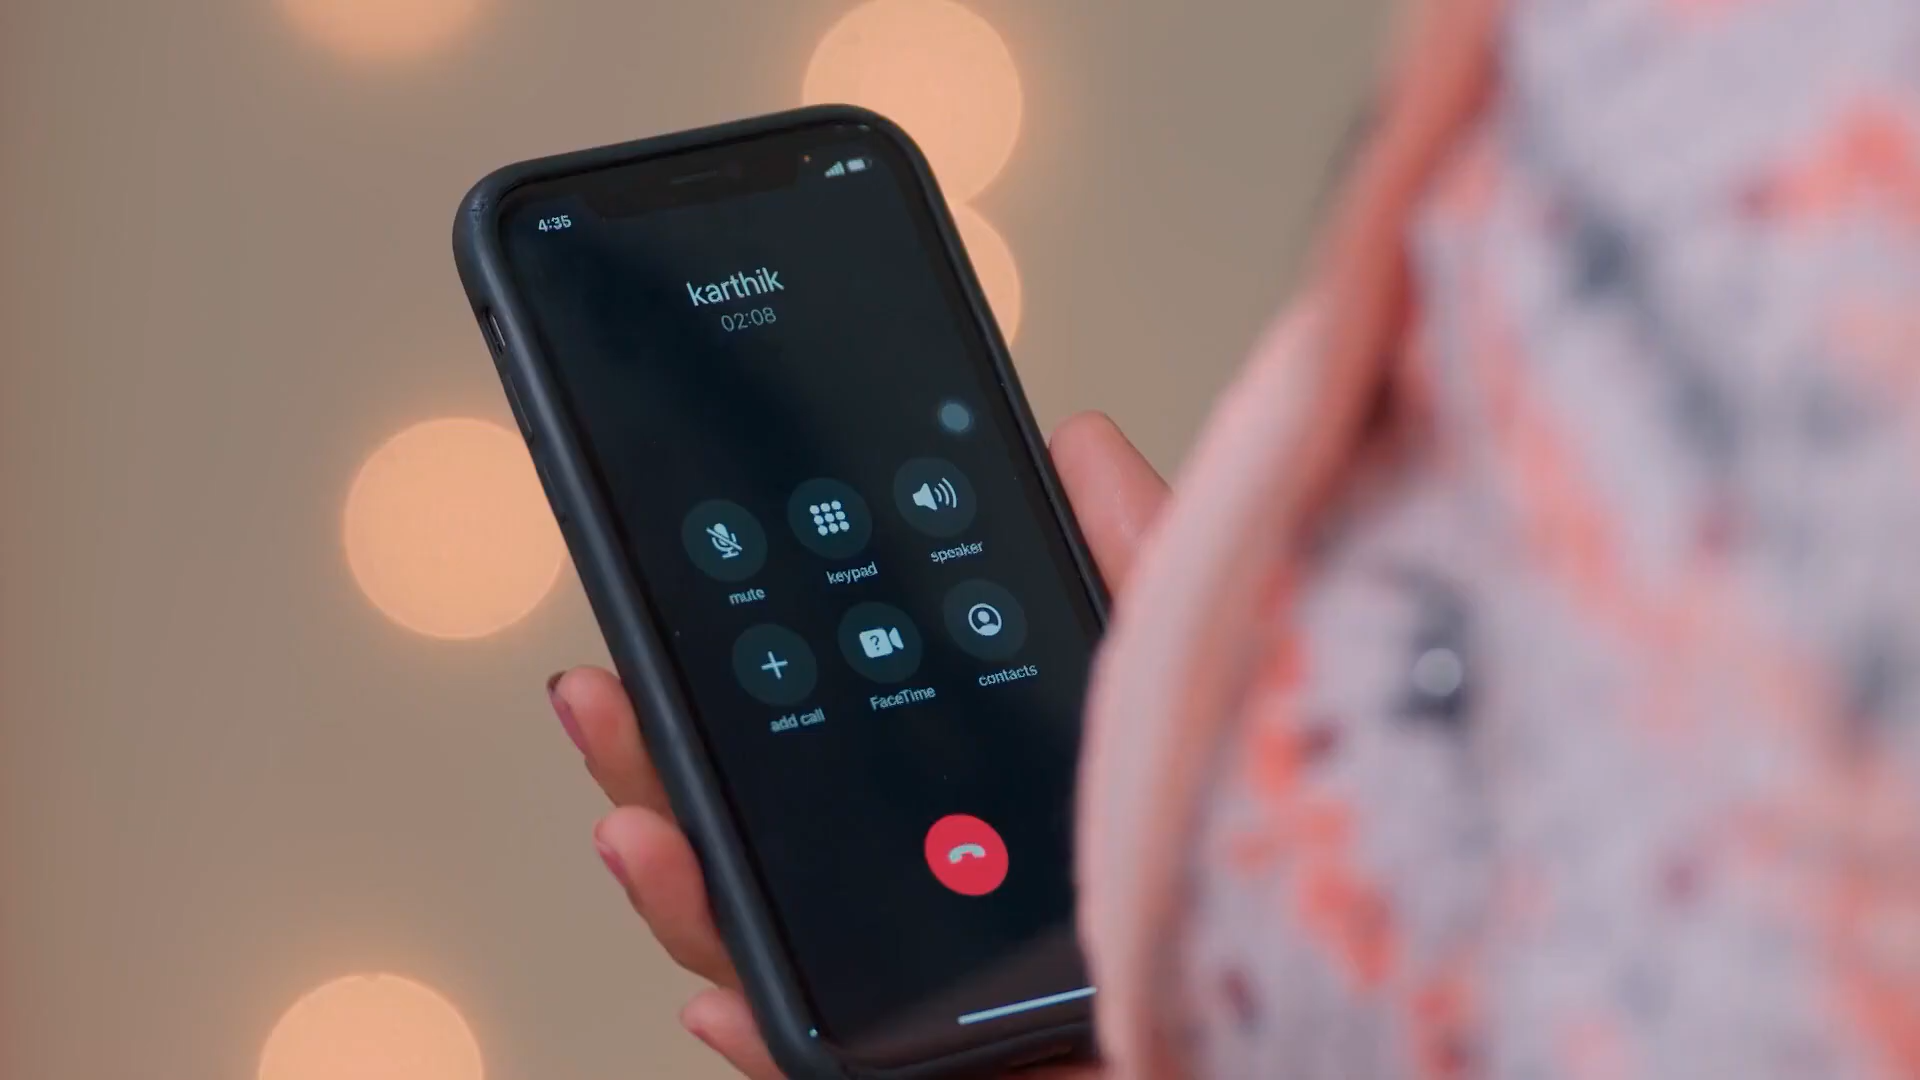 4:35
karthik
02:08
mute
keypad
speaker
add call
FaceTime
contacts